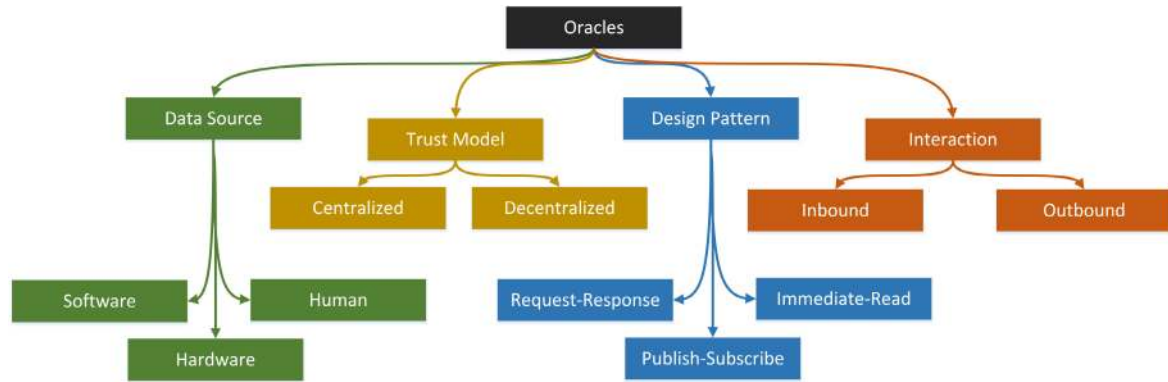 Oracles
Data Source
Trust Model
Design Pattern
Interaction
Centralized
Decentralized
Inbound
Outbound
Software
Human
Hardware
Request-Response
Immediate-Read
Publish-Subscribe